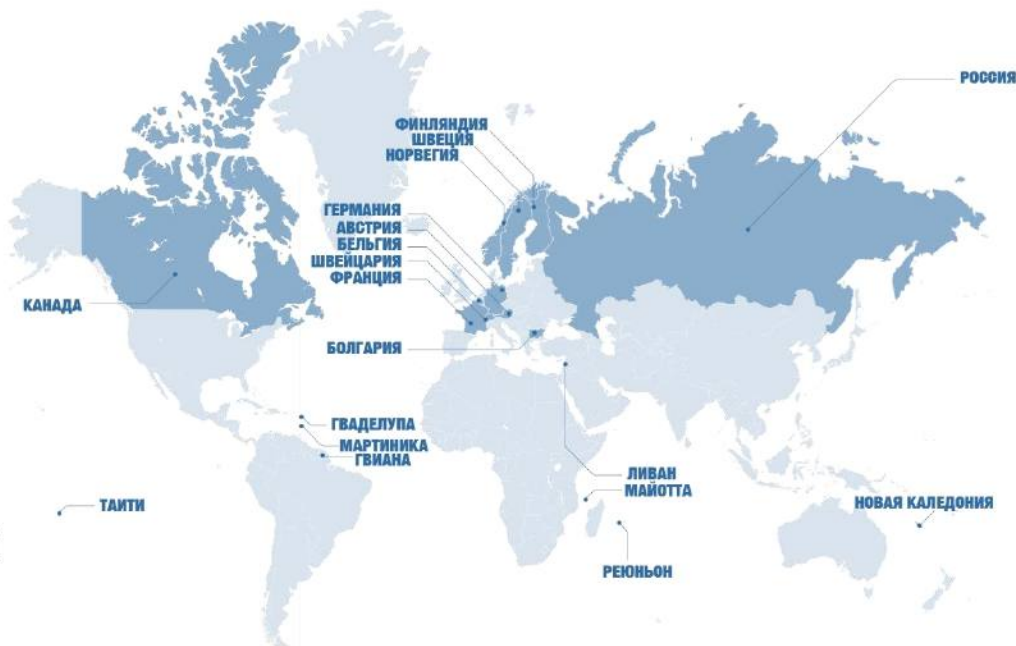 РОССИЯ
ФИНЛЯНДИЯ
ШВЕЦИЯ
НОРВЕГИЯ
ГЕРМАНИЯ
АВСТРИЯ
БЕЛЬГИЯ
ШВЕЙЦАРИЯ
ФРАНЦИЯ
КАНАДА
БОЛГАРИЯ
ГВАДЕЛУПА
МАРТИНИКА
ГВИАНА
ЛИВАН
МАЙОТТА
ТАИТИ
НОВАЯ КАЛЕДОНИЯ
РЕЮНЬОН